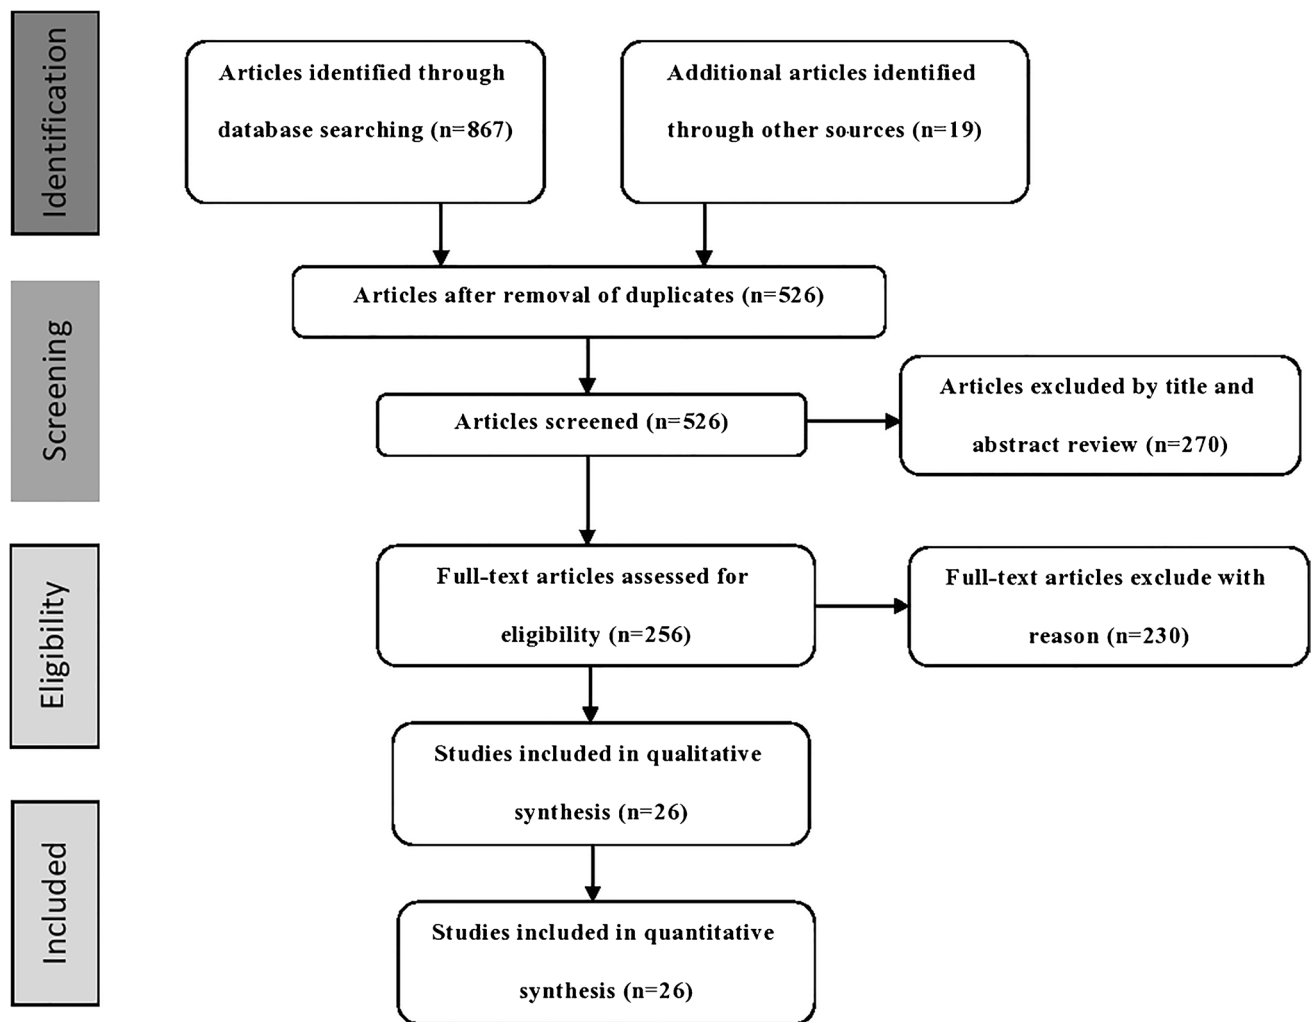 Identification
Articles identified through
database searching (n=867)
Additional articles identified
through other sources (n=19)
Articles after removal of duplicates (n=526)
Screening
Articles screened (n=526)
Articles excluded by title and
abstract review (n=270)
Eligibility
Full-text articles assessed for
eligibility (n=256)
Full-text articles exclude with
reason (n=230)
Studies included in qualitative
synthesis (n=26)
Included
Studies included in quantitative
synthesis (n=26)